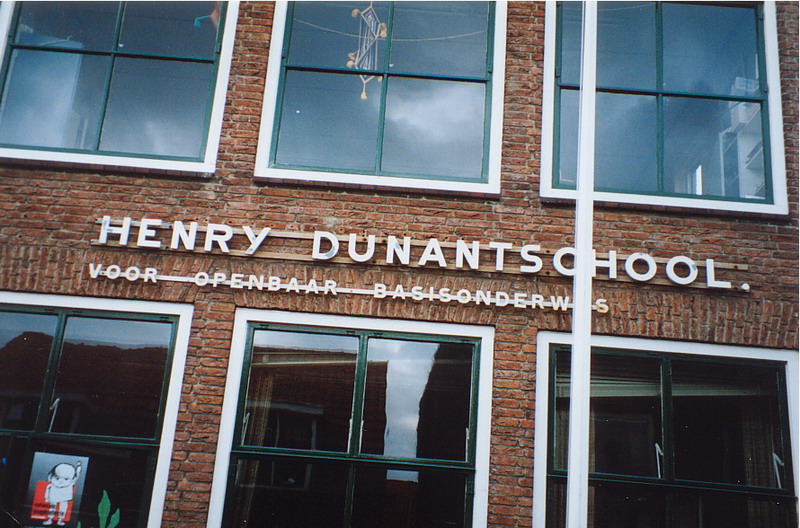 HENRY DUNANTSCHOOL.
VOOR OPENBAAR BASISONDERWIJS